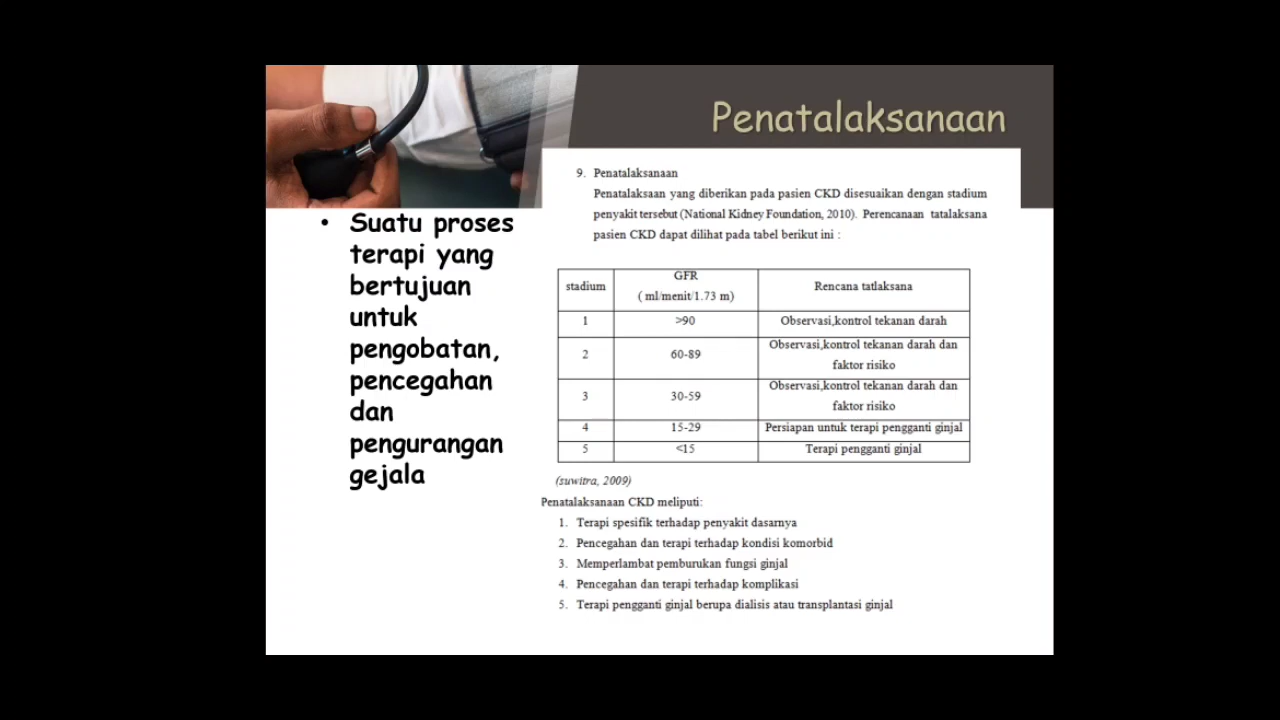 Penatalaksanaan
• Suatu proses
terapi yang
bertujuan
untuk
pengobatan,
pencegahan
dan
pengurangan
gejala
9. Penatalaksanaan
Penatalaksaan yang diberikan pada pasien CKD disesuaikan dengan stadium
penyakit tersebut (National Kidney Foundation, 2010). Perencanaan tatalaksana
pasien CKD dapat dilihat pada tabel berikut ini :
stadium GFR ( ml/menit/1.73 m) Rencana tatlaksana
1 >90 Observasi,kontrol tekanan darah
2 60-89 Observasi,kontrol tekanan darah dan faktor risiko
3 30-59 Observasi,kontrol tekanan darah dan faktor risiko
4 15-29 Persiapan untuk terapi pengganti ginjal
5 <15 Terapi pengganti ginjal
(suwitra, 2009)
Penatalaksanaan CKD meliputi:
1. Terapi spesifik terhadap penyakit dasarnya
2. Pencegahan dan terapi terhadap kondisi komorbid
3. Memperlambat pemburukan fungsi ginjal
4. Pencegahan dan terapi terhadap komplikasi
5. Terapi pengganti ginjal berupa dialisis atau transplantasi ginjal